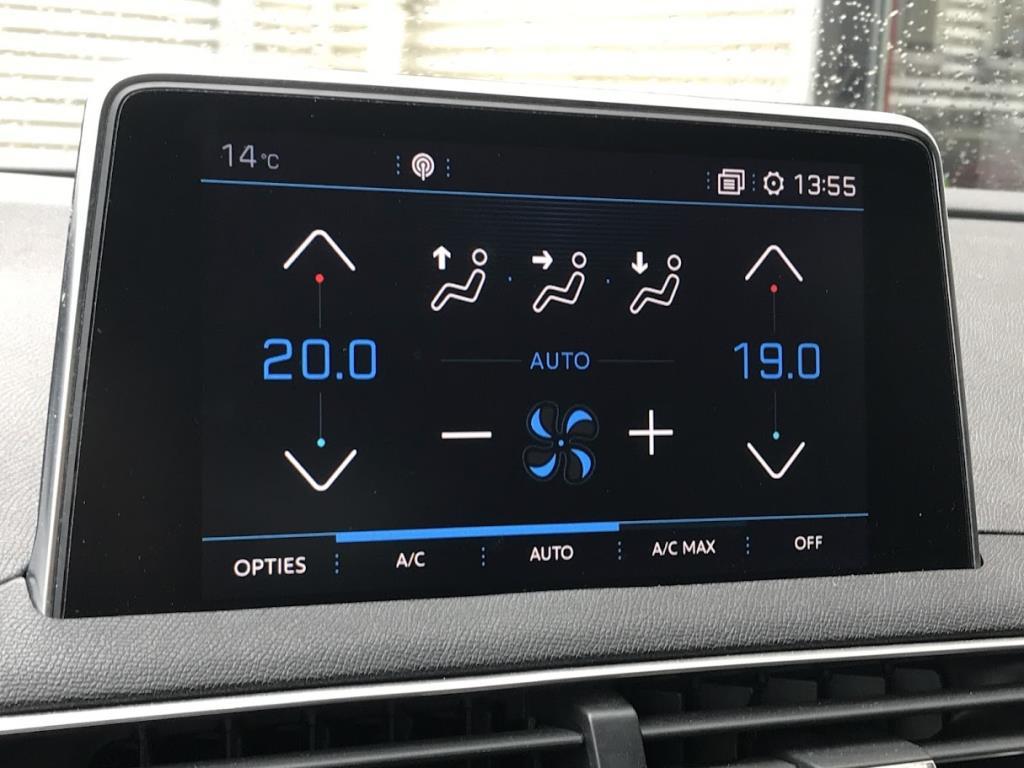 14°C 13:55
20.0 AUTO 19.0
OPTIES A/C AUTO A/C MAX OFF